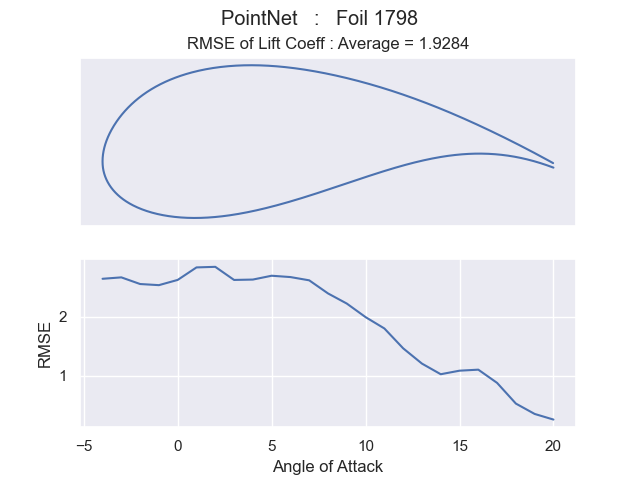 PointNet : Foil 1798
RMSE of Lift Coeff : Average = 1.9284
2
1
RMSE
−5 0 5 10 15 20
Angle of Attack